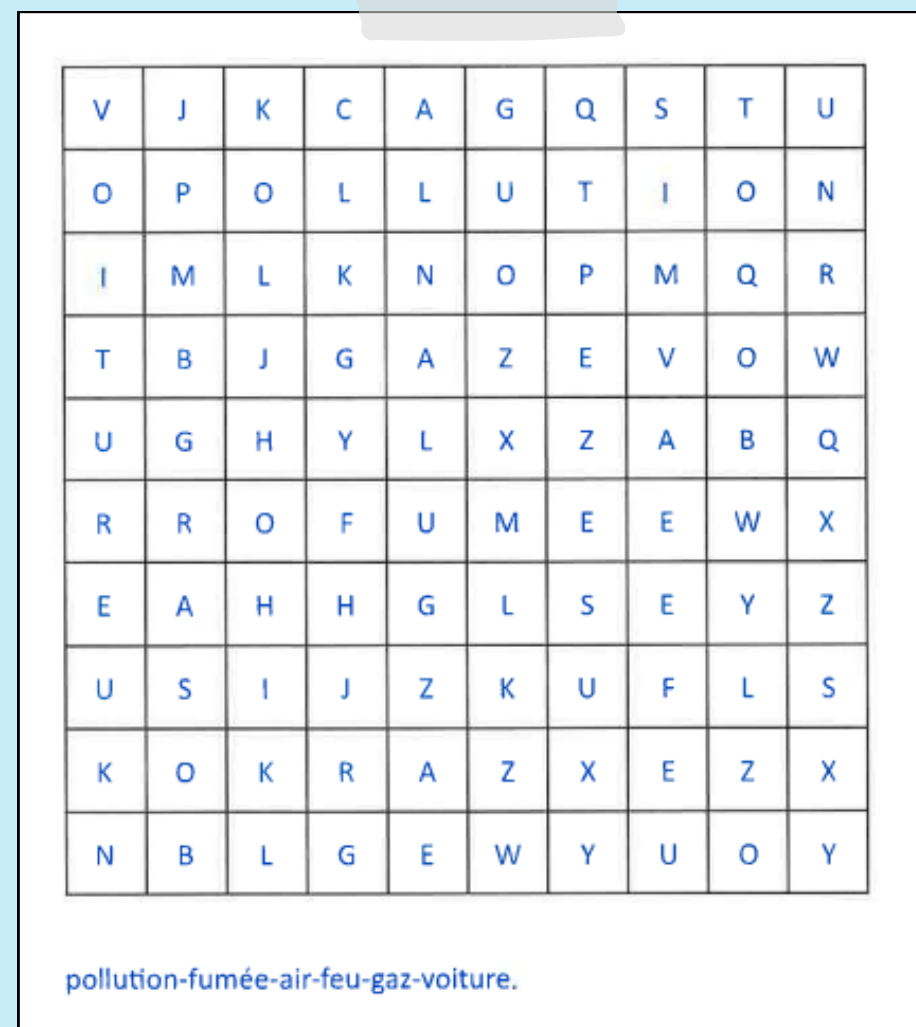 V J K C A G Q S T U
O P O L L U T I O N
I M L K N O P M Q R
T B J G A Z E V O W
U G H Y L X Z A B Q
R R O F U M E E W X
E A H H G L S E Y Z
U S I J Z K U F L S
K O K R A Z X E Z X
N B L G E W Y U O Y
pollution-fumée-air-feu-gaz-voiture.